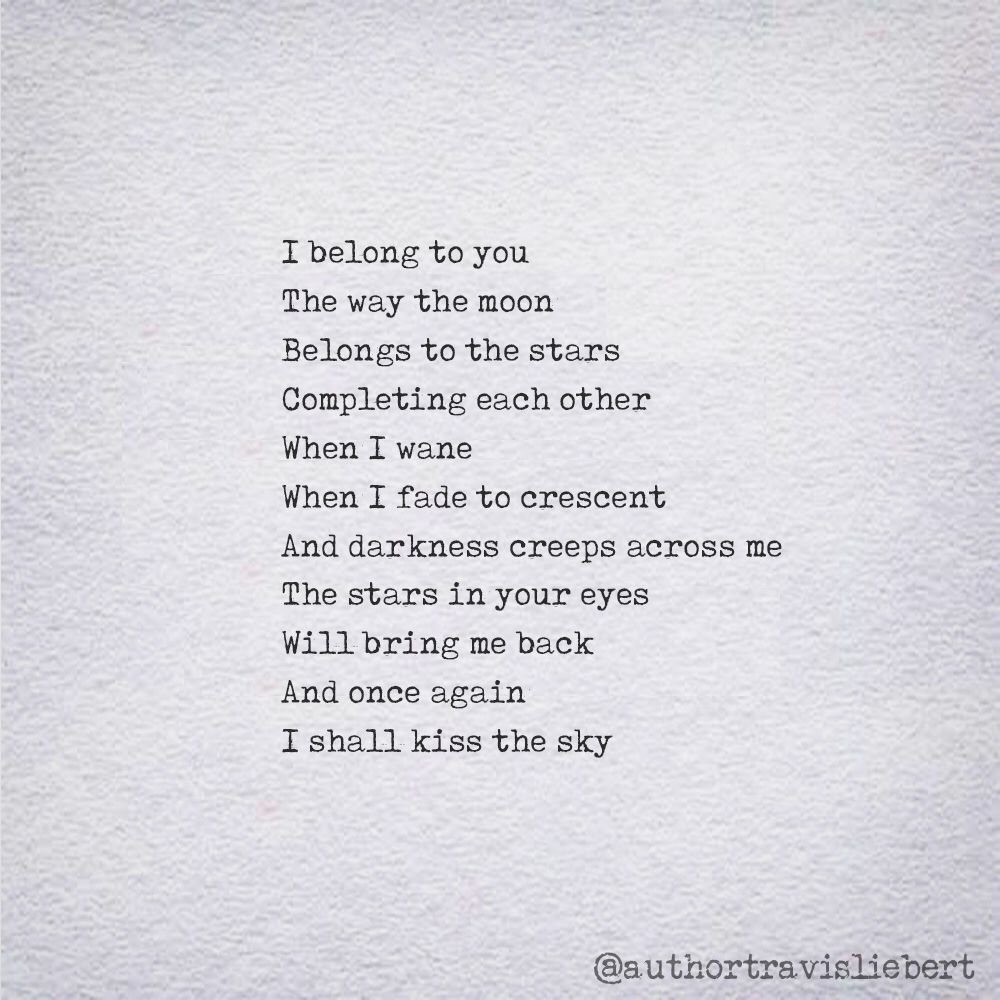 I belong to you
The way the moon
Belongs to the stars
Completing each other
When I wane
When I fade to crescent
And darkness creeps across me
The stars in your eyes
Will bring me back
And once again
I shall kiss the sky
@authortravisliebert